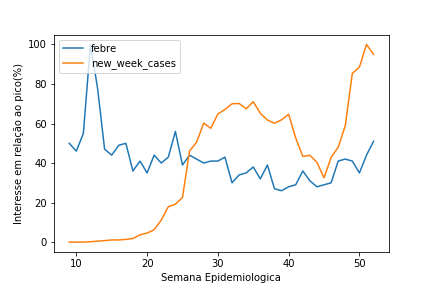 febre
new_week_cases
100
80
60
40
20
0
Interesse em relação ao pico(%)
10
20
30
40
50
Semana Epidemiologica